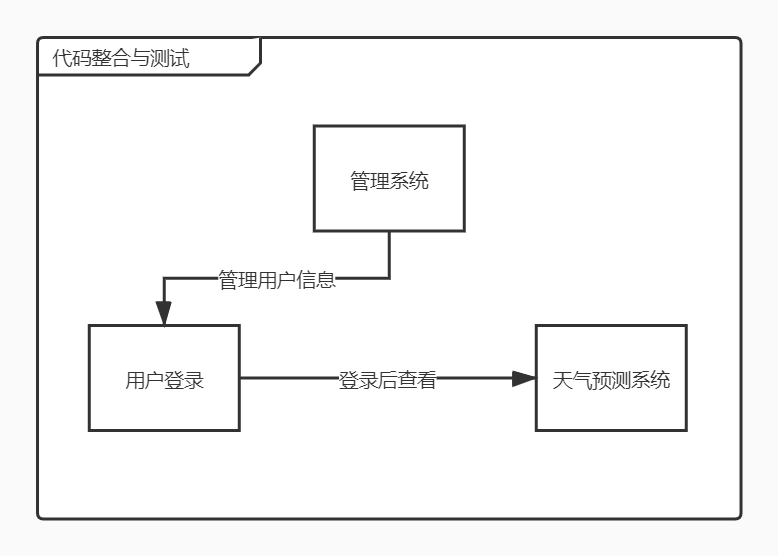 代码整合与测试
管理系统
管理用户信息
用户登录
登录后查看
天气预测系统